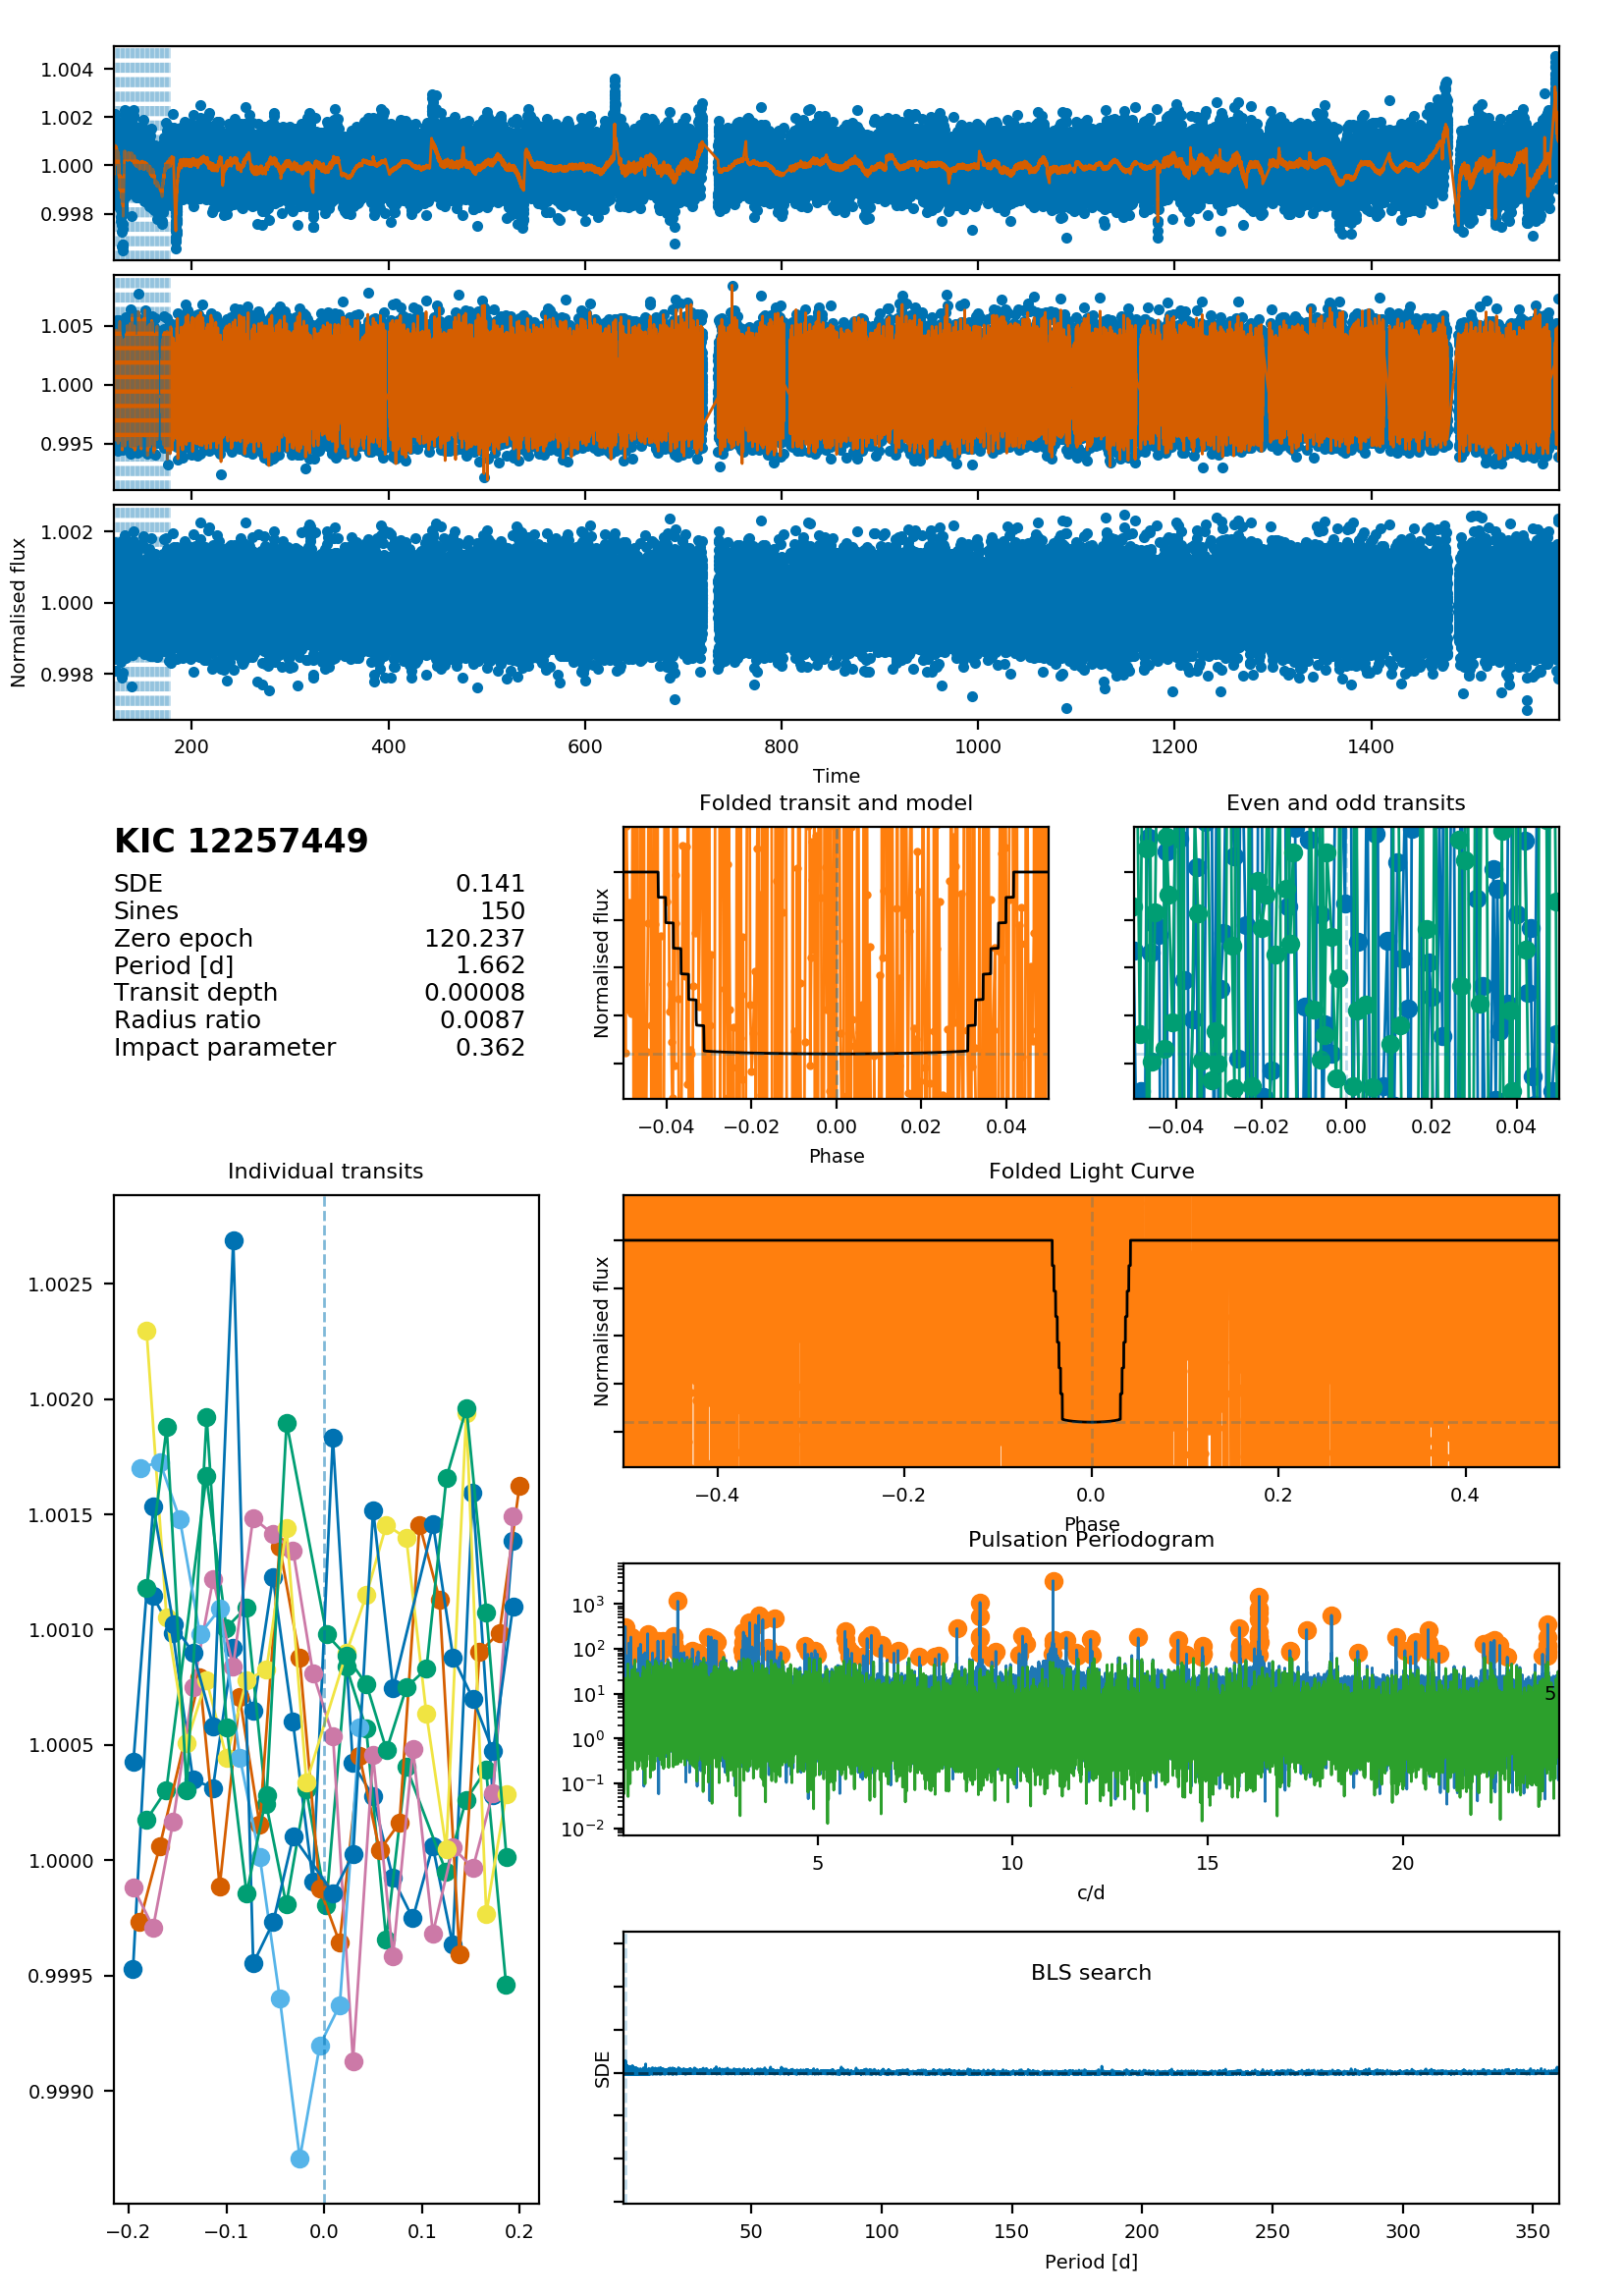 1.004
1.002
1.000
0.998
1.005
1.000
0.995
1.002
1.000
0.998
Normalised flux
200 400 600 800 1000 1200 1400
Time
KIC 12257449
SDE 0.141
Sines 150
Zero epoch 120.237
Period [d] 1.662
Transit depth 0.00008
Radius ratio 0.0087
Impact parameter 0.362
Folded transit and model
Normalised flux
−0.04 −0.02 0.00 0.02 0.04
Phase
Even and odd transits
−0.04 −0.02 0.00 0.02 0.04
Individual transits
1.0025
1.0020
1.0015
1.0010
1.0005
1.0000
0.9995
0.9990
−0.2 −0.1 0.0 0.1 0.2
Folded Light Curve
Normalised flux
−0.4 −0.2 0.0 0.2 0.4
Phase
Pulsation Periodogram
10³
10²
10¹
10⁰
10⁻¹
10⁻²
5
5 10 15 20
c/d
BLS search
SDE
50 100 150 200 250 300 350
Period [d]